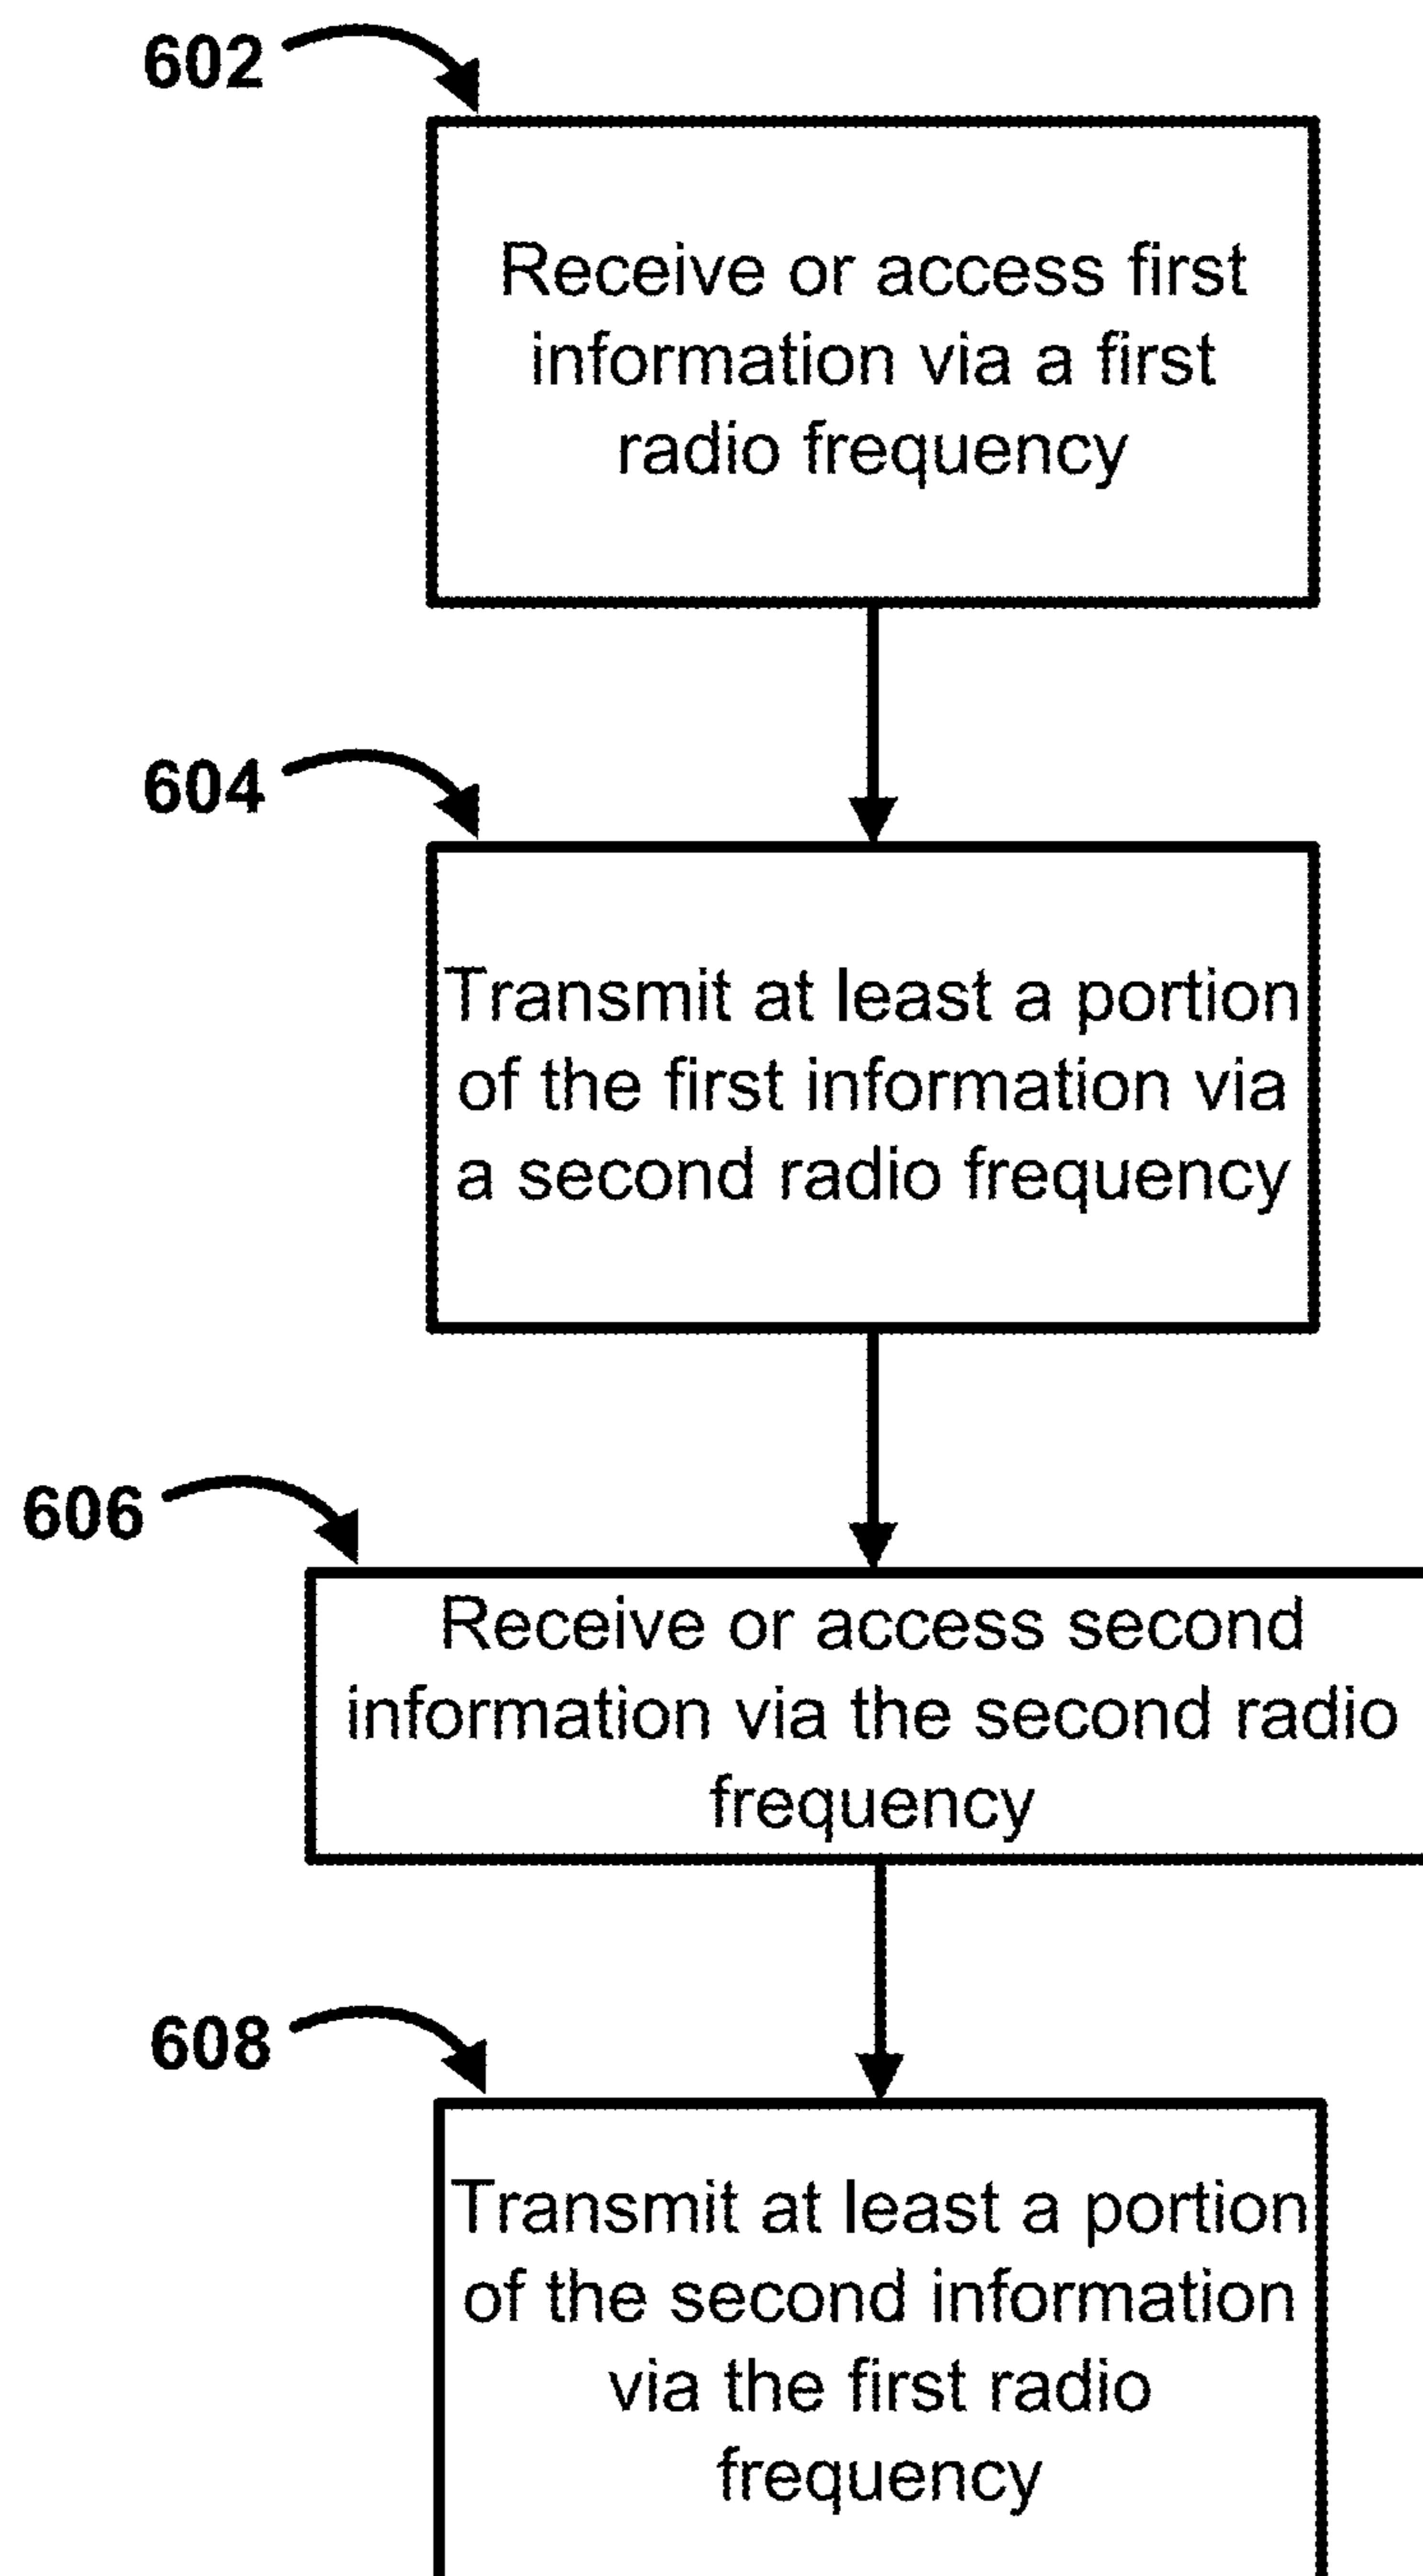 602
Receive or access first
information via a first
radio frequency
604
Transmit at least a portion
of the first information via
a second radio frequency
606
Receive or access second
information via the second radio
frequency
608
Transmit at least a portion
of the second information
via the first radio
frequency